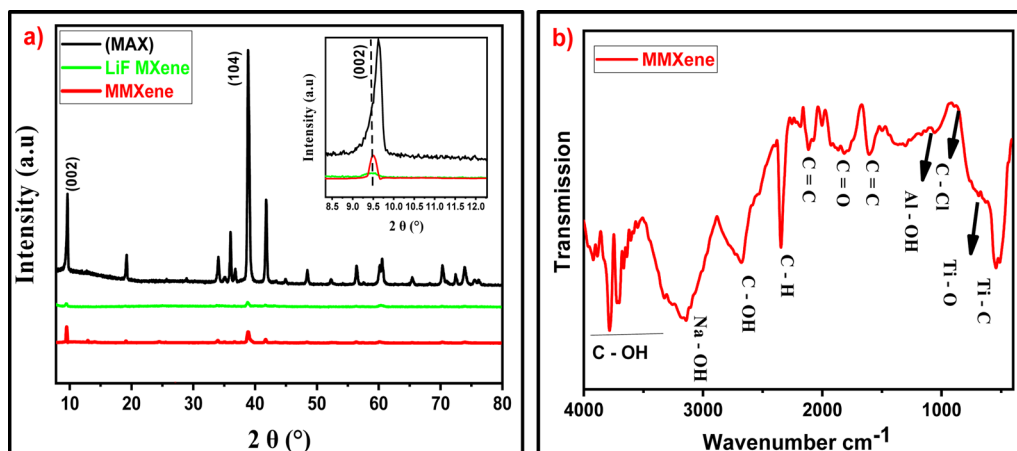 a)
(MAX)
LiF MXene
MMXene
(002)
(104)
Intensity (a.u)
2 θ (°)
10 20 30 40 50 60 70 80
(002)
Intensity (a.u)
8.5 9.0 9.5 10.0 10.5 11.0 11.5 12.0
2 θ (°)
b)
MMXene
Transmission
C - OH
Na - OH
C - OH
C - H
C = C
C = O
C = C
Al - OH
C - Cl
Ti - O
Ti - C
4000 3000 2000 1000
Wavenumber cm-1